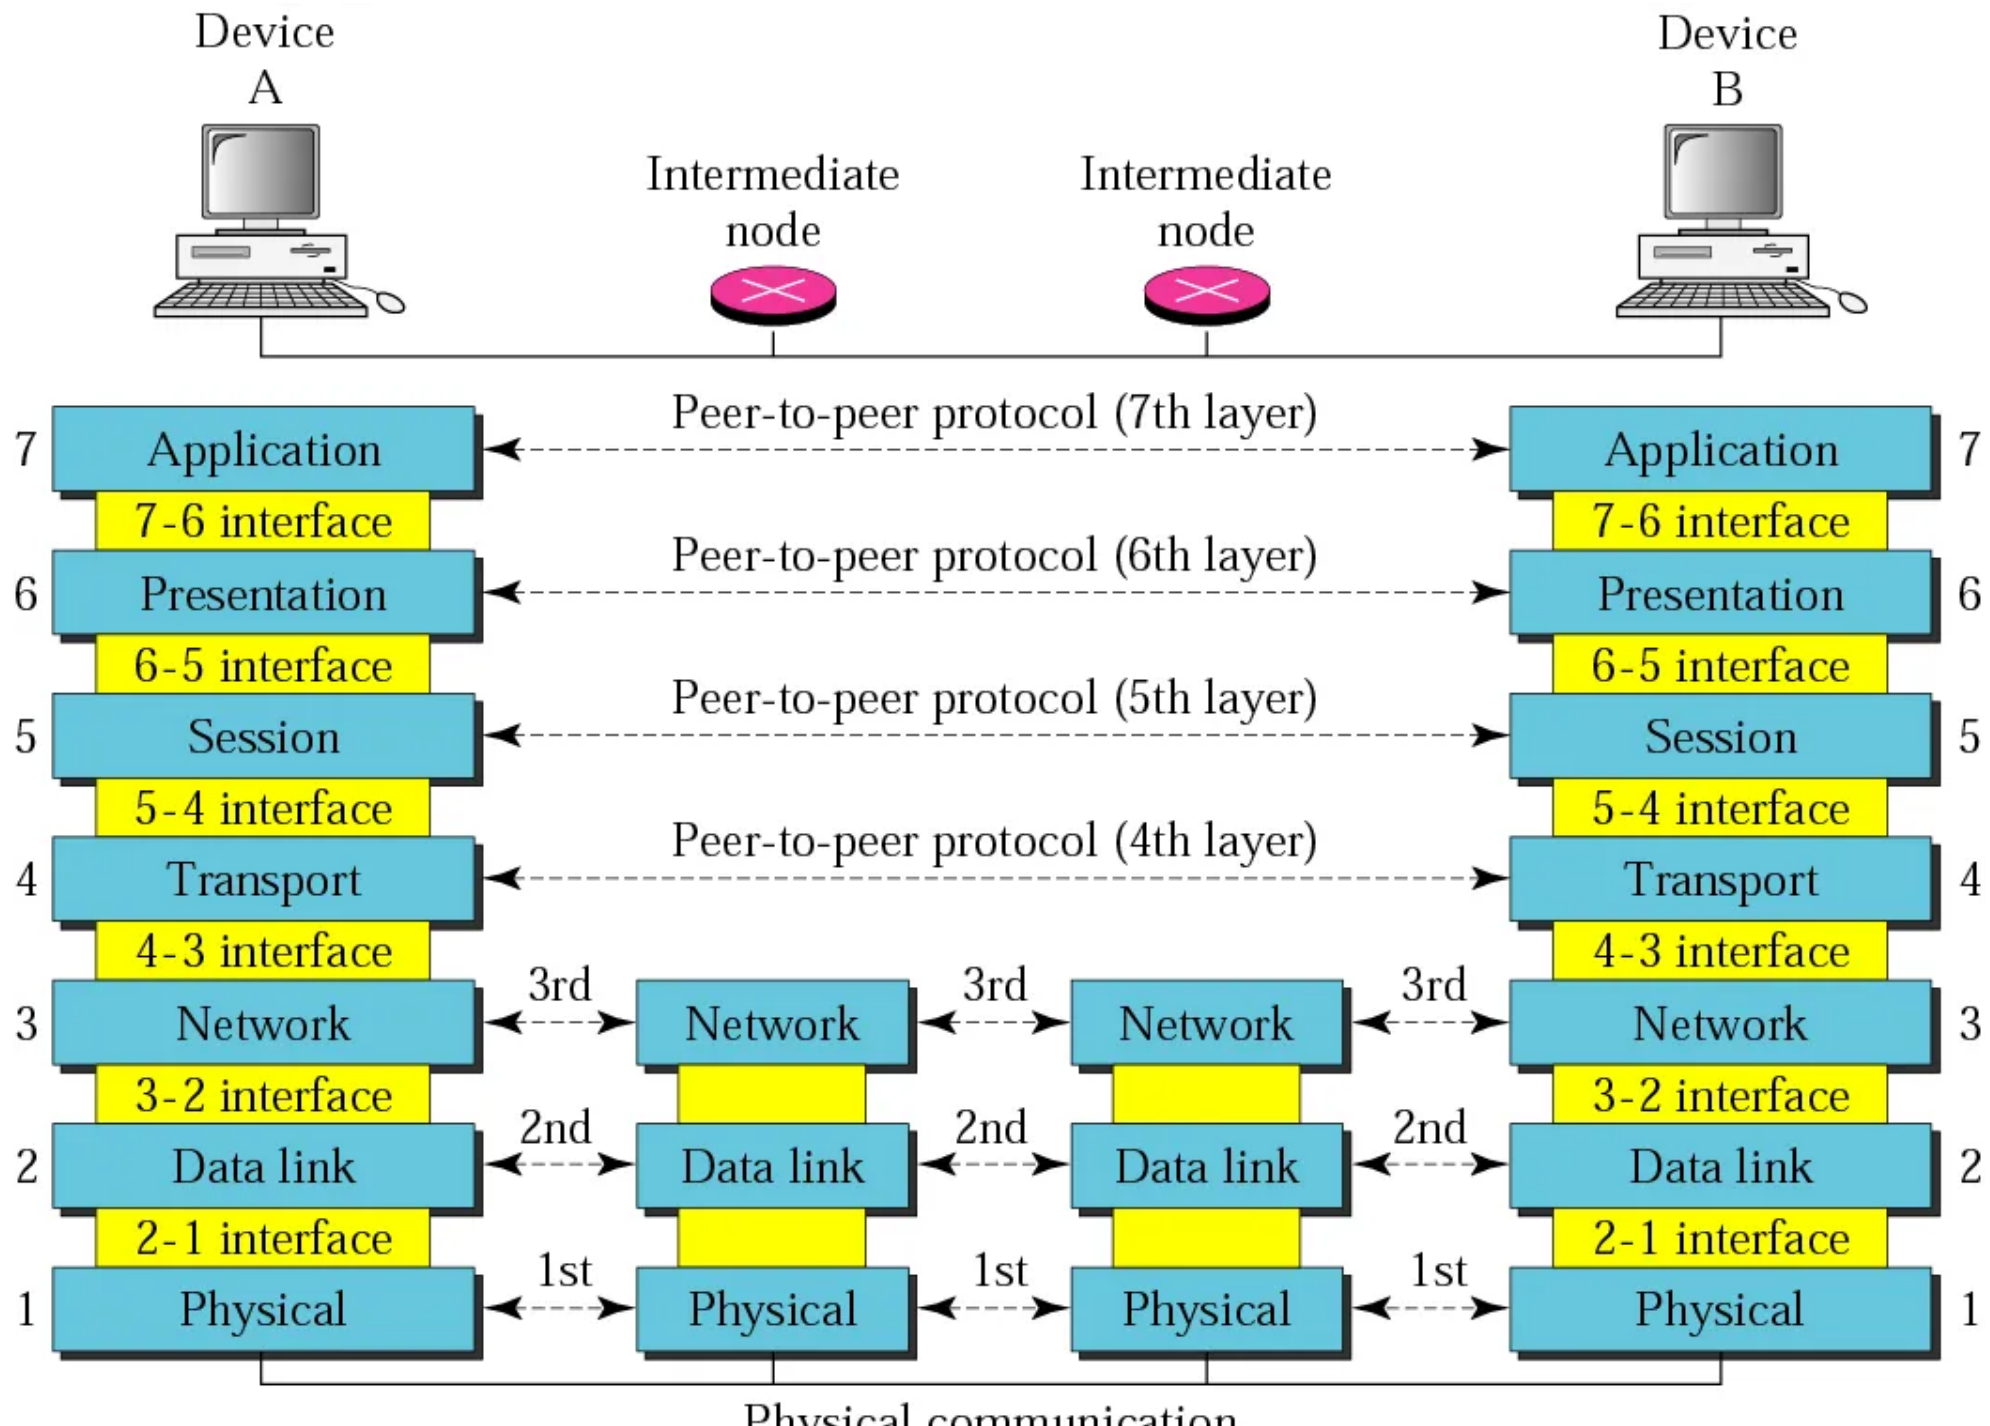 Device
A
Device
B
Intermediate
node
Intermediate
node
Peer-to-peer protocol (7th layer)
7 Application Application 7
7-6 interface 7-6 interface
Peer-to-peer protocol (6th layer)
6 Presentation Presentation 6
6-5 interface 6-5 interface
Peer-to-peer protocol (5th layer)
5 Session Session 5
5-4 interface 5-4 interface
Peer-to-peer protocol (4th layer)
4 Transport Transport 4
4-3 interface 4-3 interface
3rd 3rd 3rd
3 Network Network Network Network 3
3-2 interface 3-2 interface
2nd 2nd 2nd
2 Data link Data link Data link Data link 2
2-1 interface 2-1 interface
1st 1st 1st
1 Physical Physical Physical Physical 1
Physical communication